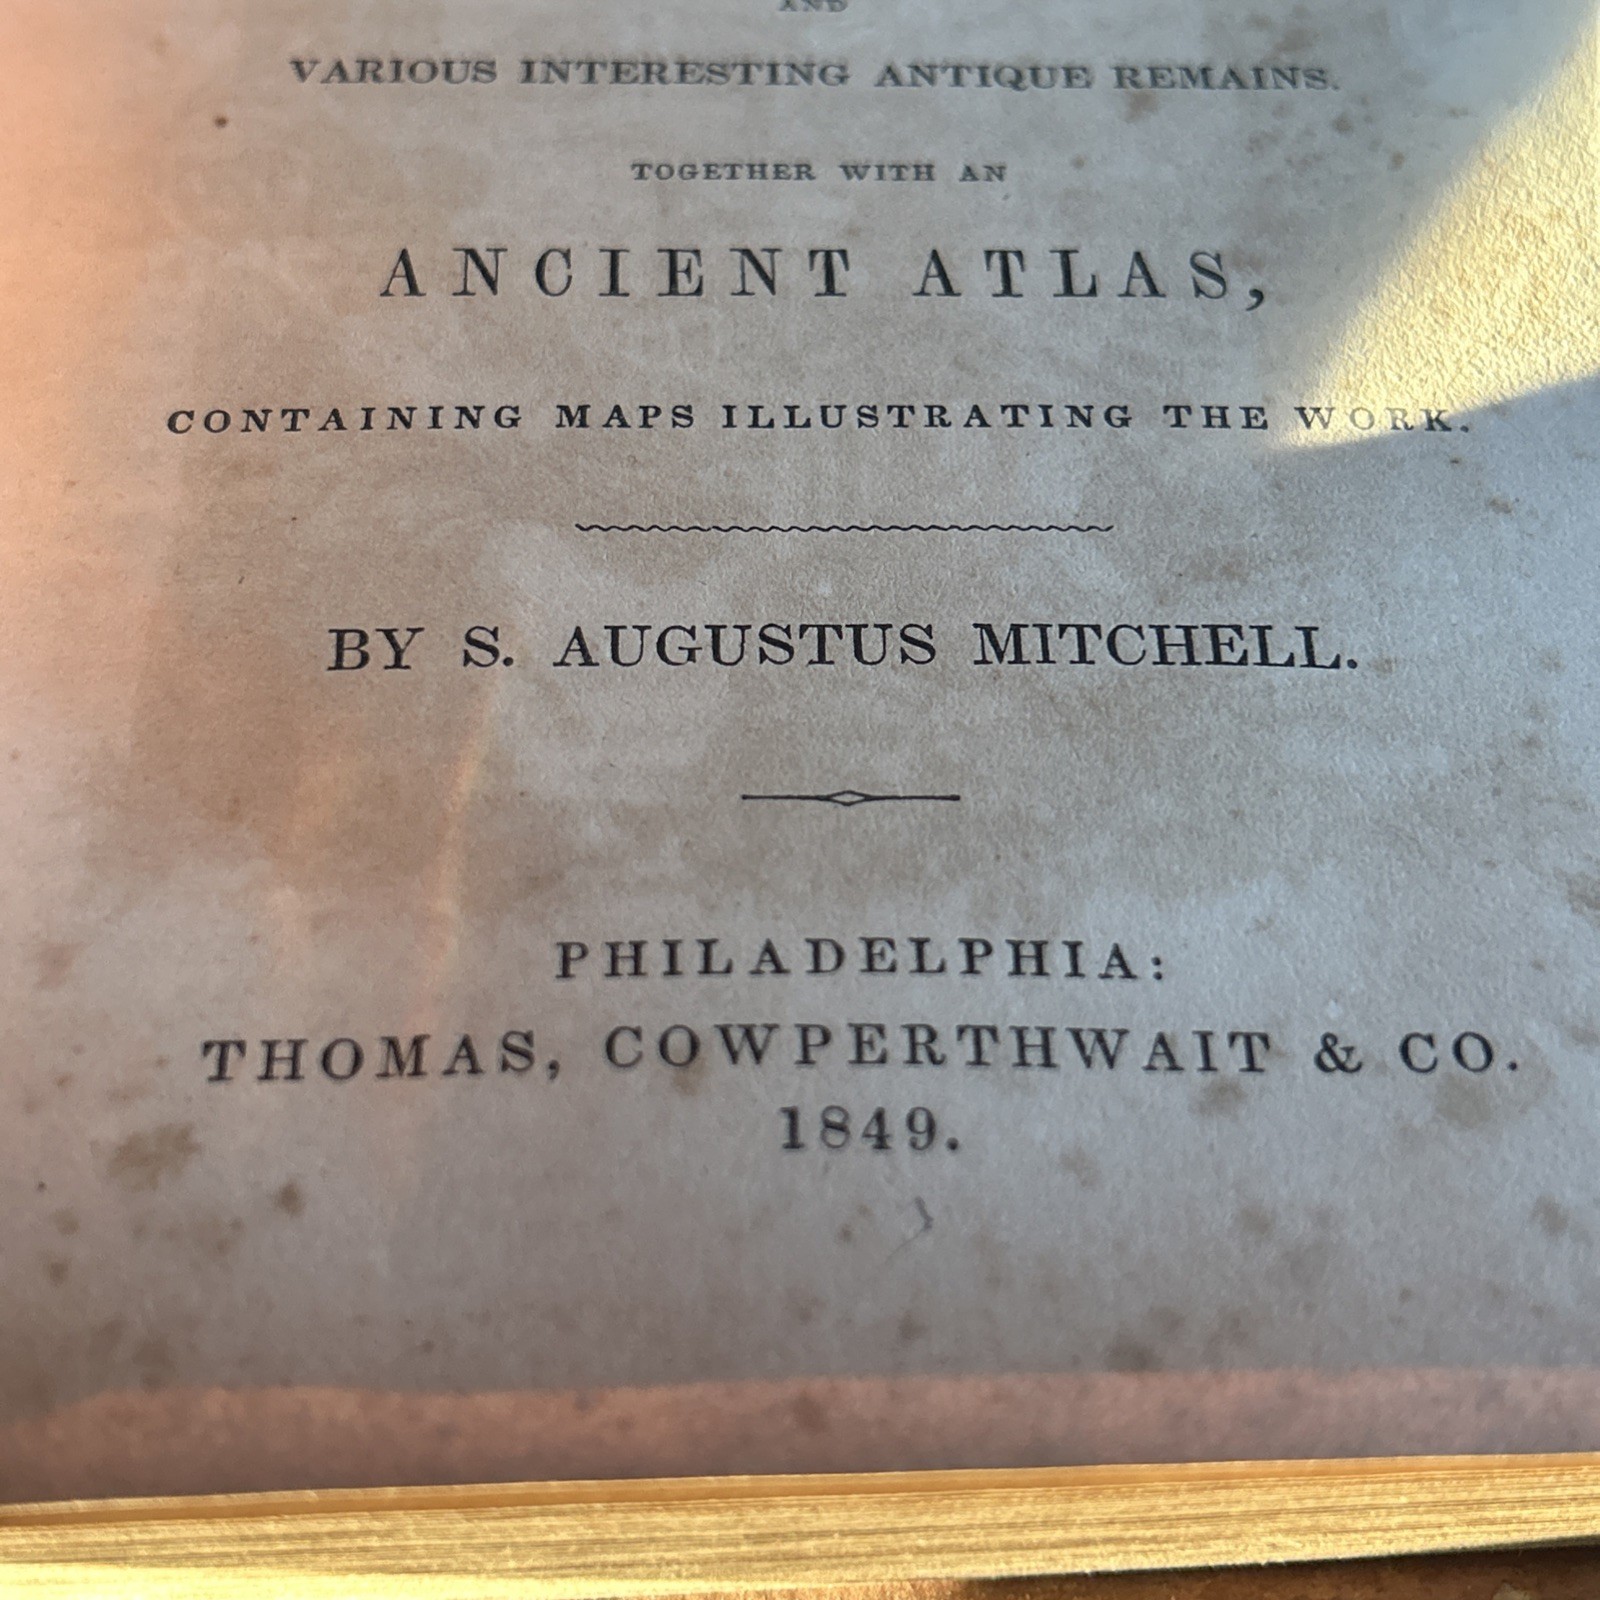 AND
VARIOUS INTERESTING ANTIQUE REMAINS.
TOGETHER WITH AN
ANCIENT ATLAS,
CONTAINING MAPS ILLUSTRATING THE WORK.
BY S. AUGUSTUS MITCHELL.
PHILADELPHIA:
THOMAS, COWPERTHWAIT & CO.
1849.